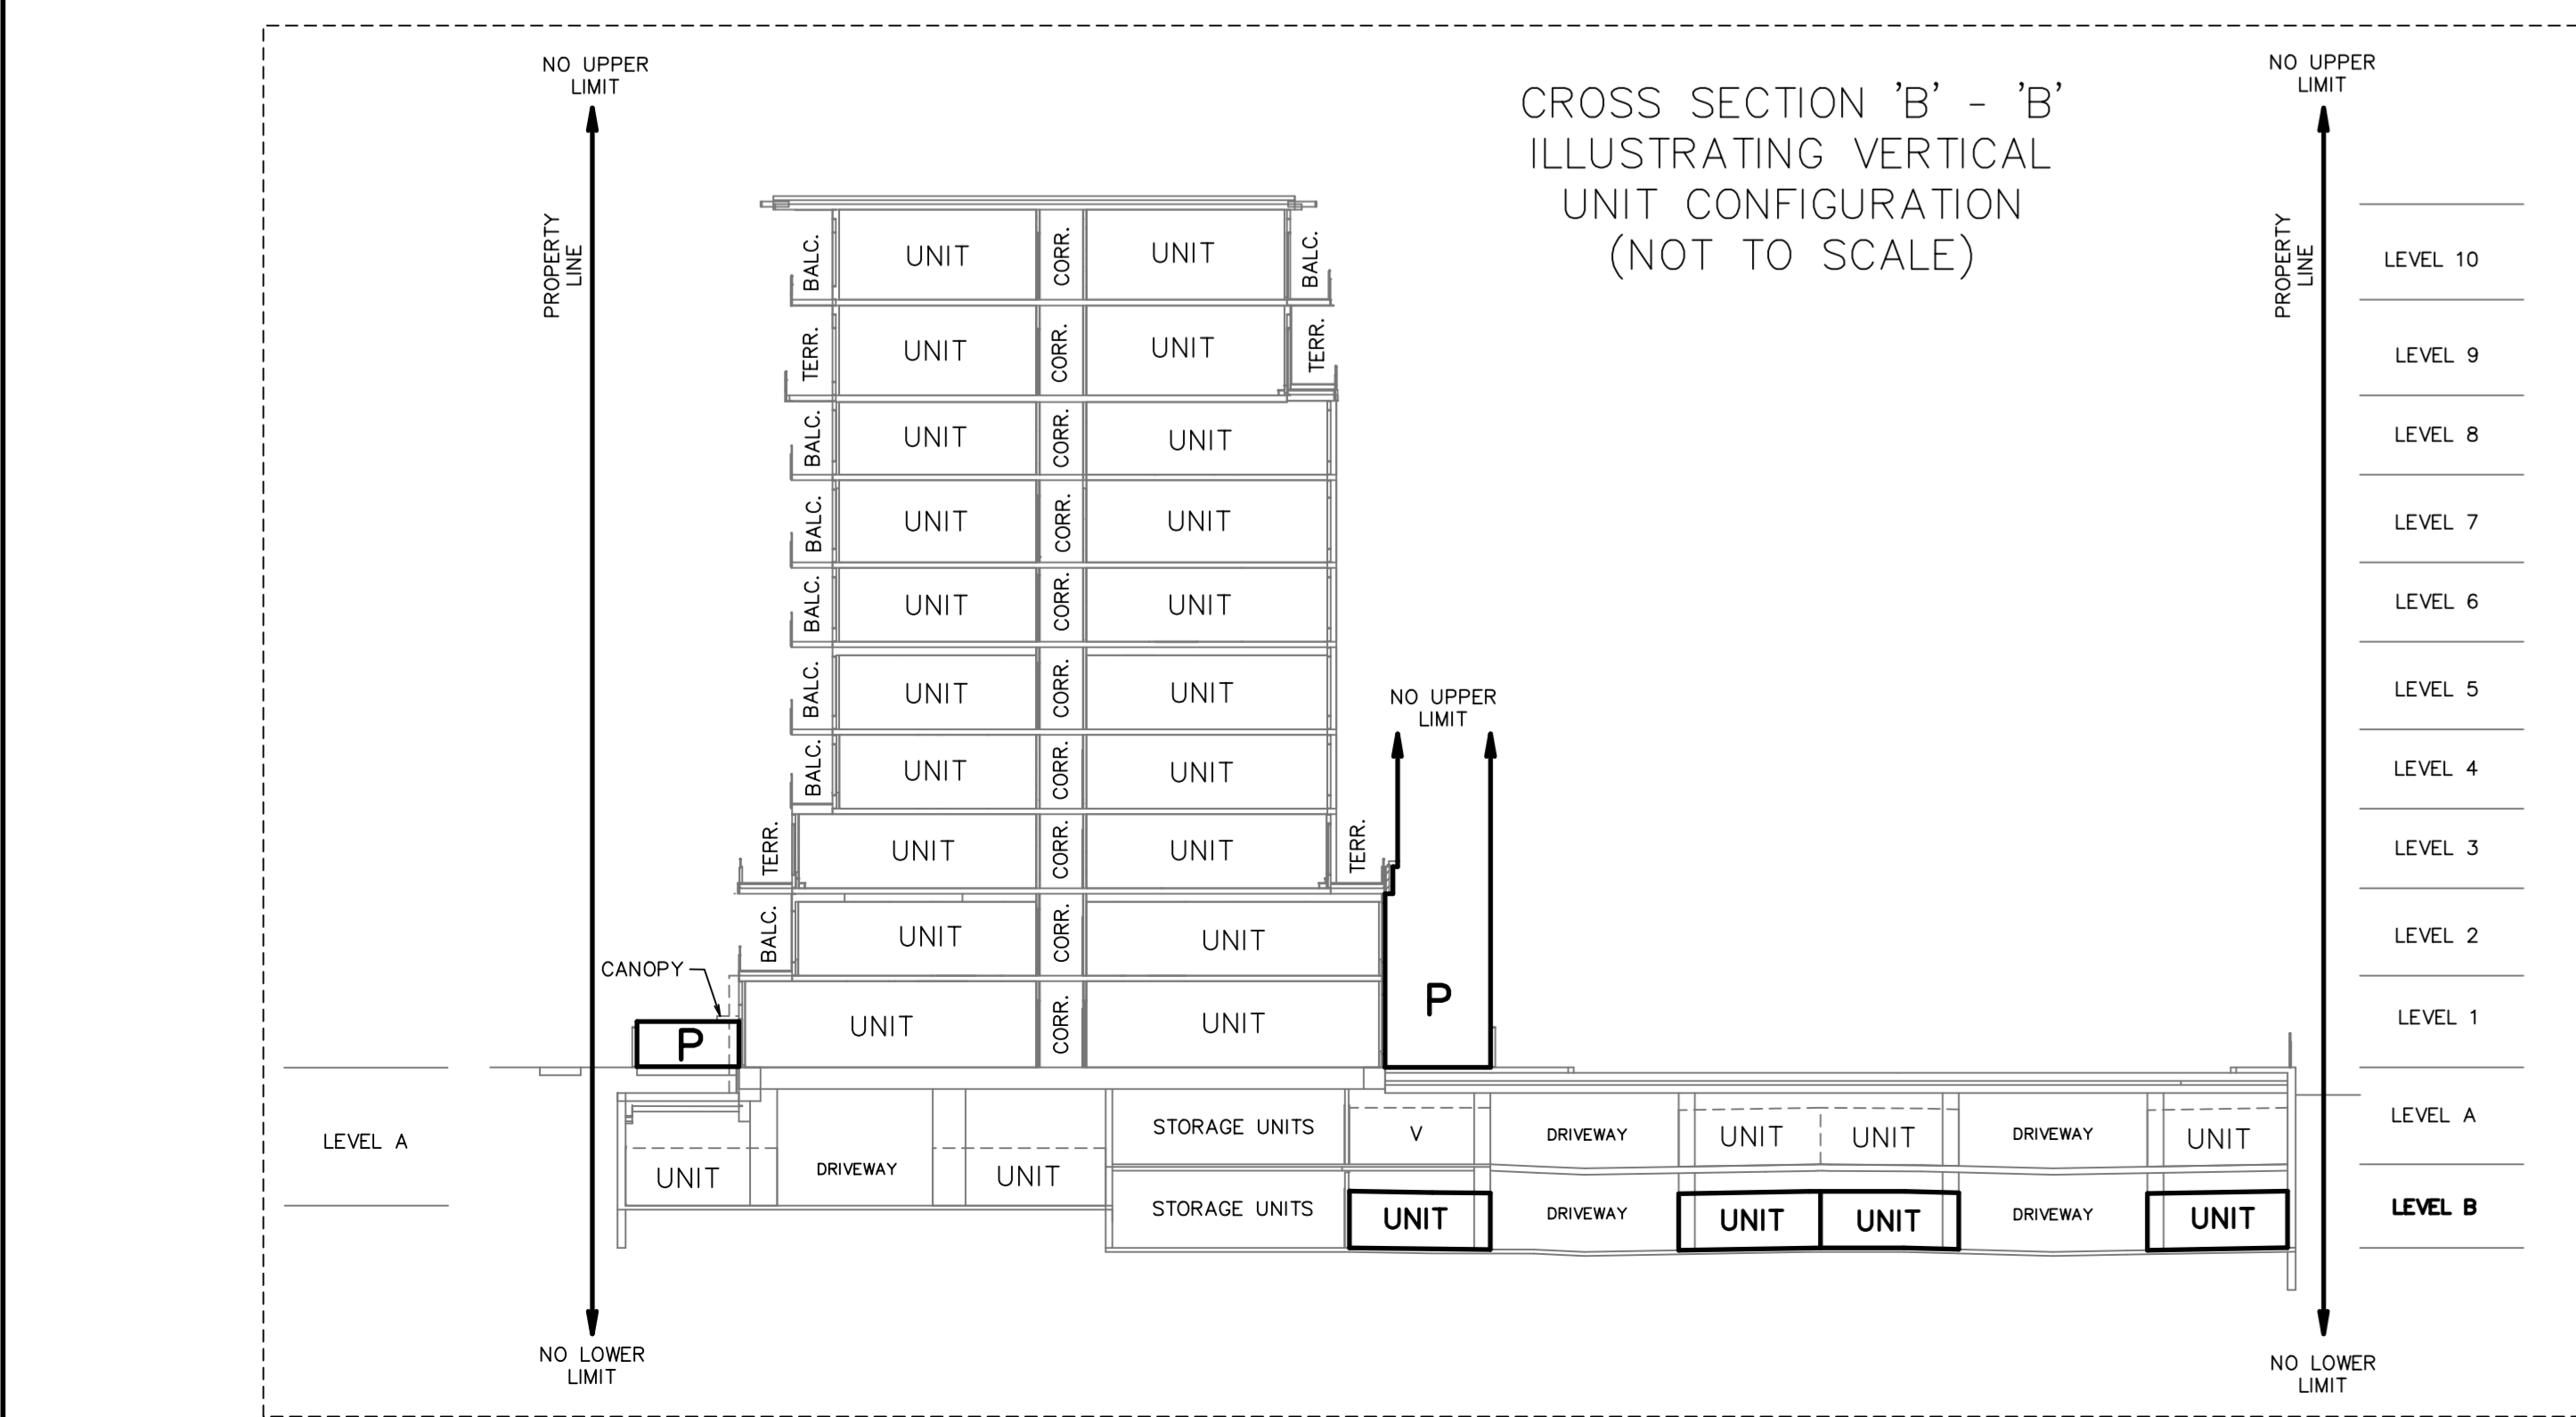 NO UPPER
LIMIT
NO UPPER
LIMIT
CROSS SECTION 'B' - 'B'
ILLUSTRATING VERTICAL
UNIT CONFIGURATION
(NOT TO SCALE)
PROPERTY
LINE
PROPERTY
LINE
BALC. UNIT CORR. UNIT BALC. LEVEL 10
TERR. UNIT CORR. UNIT TERR. LEVEL 9
BALC. UNIT CORR. UNIT LEVEL 8
BALC. UNIT CORR. UNIT LEVEL 7
BALC. UNIT CORR. UNIT LEVEL 6
BALC. UNIT CORR. UNIT LEVEL 5
NO UPPER
LIMIT
BALC. UNIT CORR. UNIT LEVEL 4
TERR. UNIT CORR. UNIT TERR. LEVEL 3
BALC. UNIT CORR. UNIT LEVEL 2
CANOPY
P UNIT CORR. UNIT P LEVEL 1
LEVEL A UNIT DRIVEWAY UNIT STORAGE UNITS V DRIVEWAY UNIT UNIT DRIVEWAY UNIT LEVEL A
STORAGE UNITS UNIT DRIVEWAY UNIT UNIT DRIVEWAY UNIT LEVEL B
NO LOWER
LIMIT
NO LOWER
LIMIT